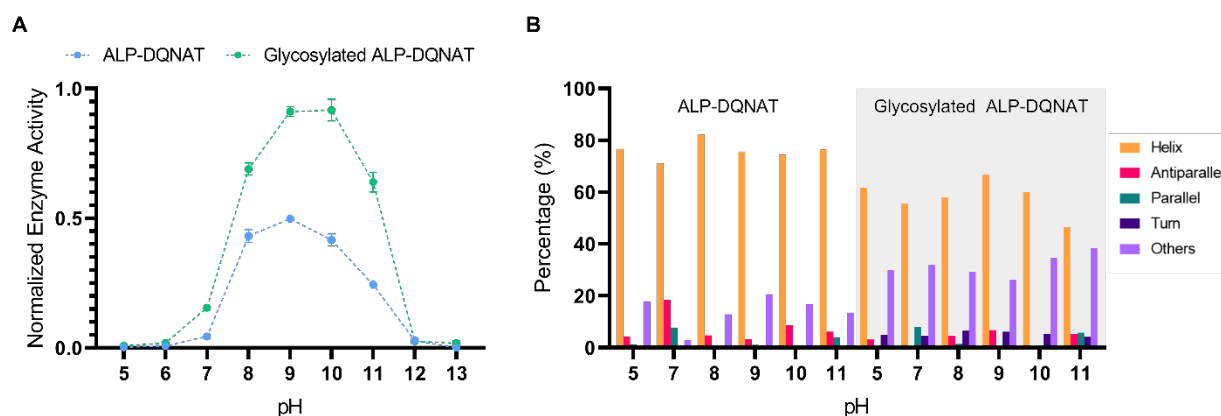 A
ALP-DQNAT
Glycosylated ALP-DQNAT
Normalized Enzyme Activity
1.0
0.5
0.0
5 6 7 8 9 10 11 12 13
pH
B
ALP-DQNAT
Glycosylated ALP-DQNAT
Percentage (%)
100
80
60
40
20
0
5 7 8 9 10 11 5 7 8 9 10 11
pH
Helix
Antiparalle
Parallel
Turn
Others